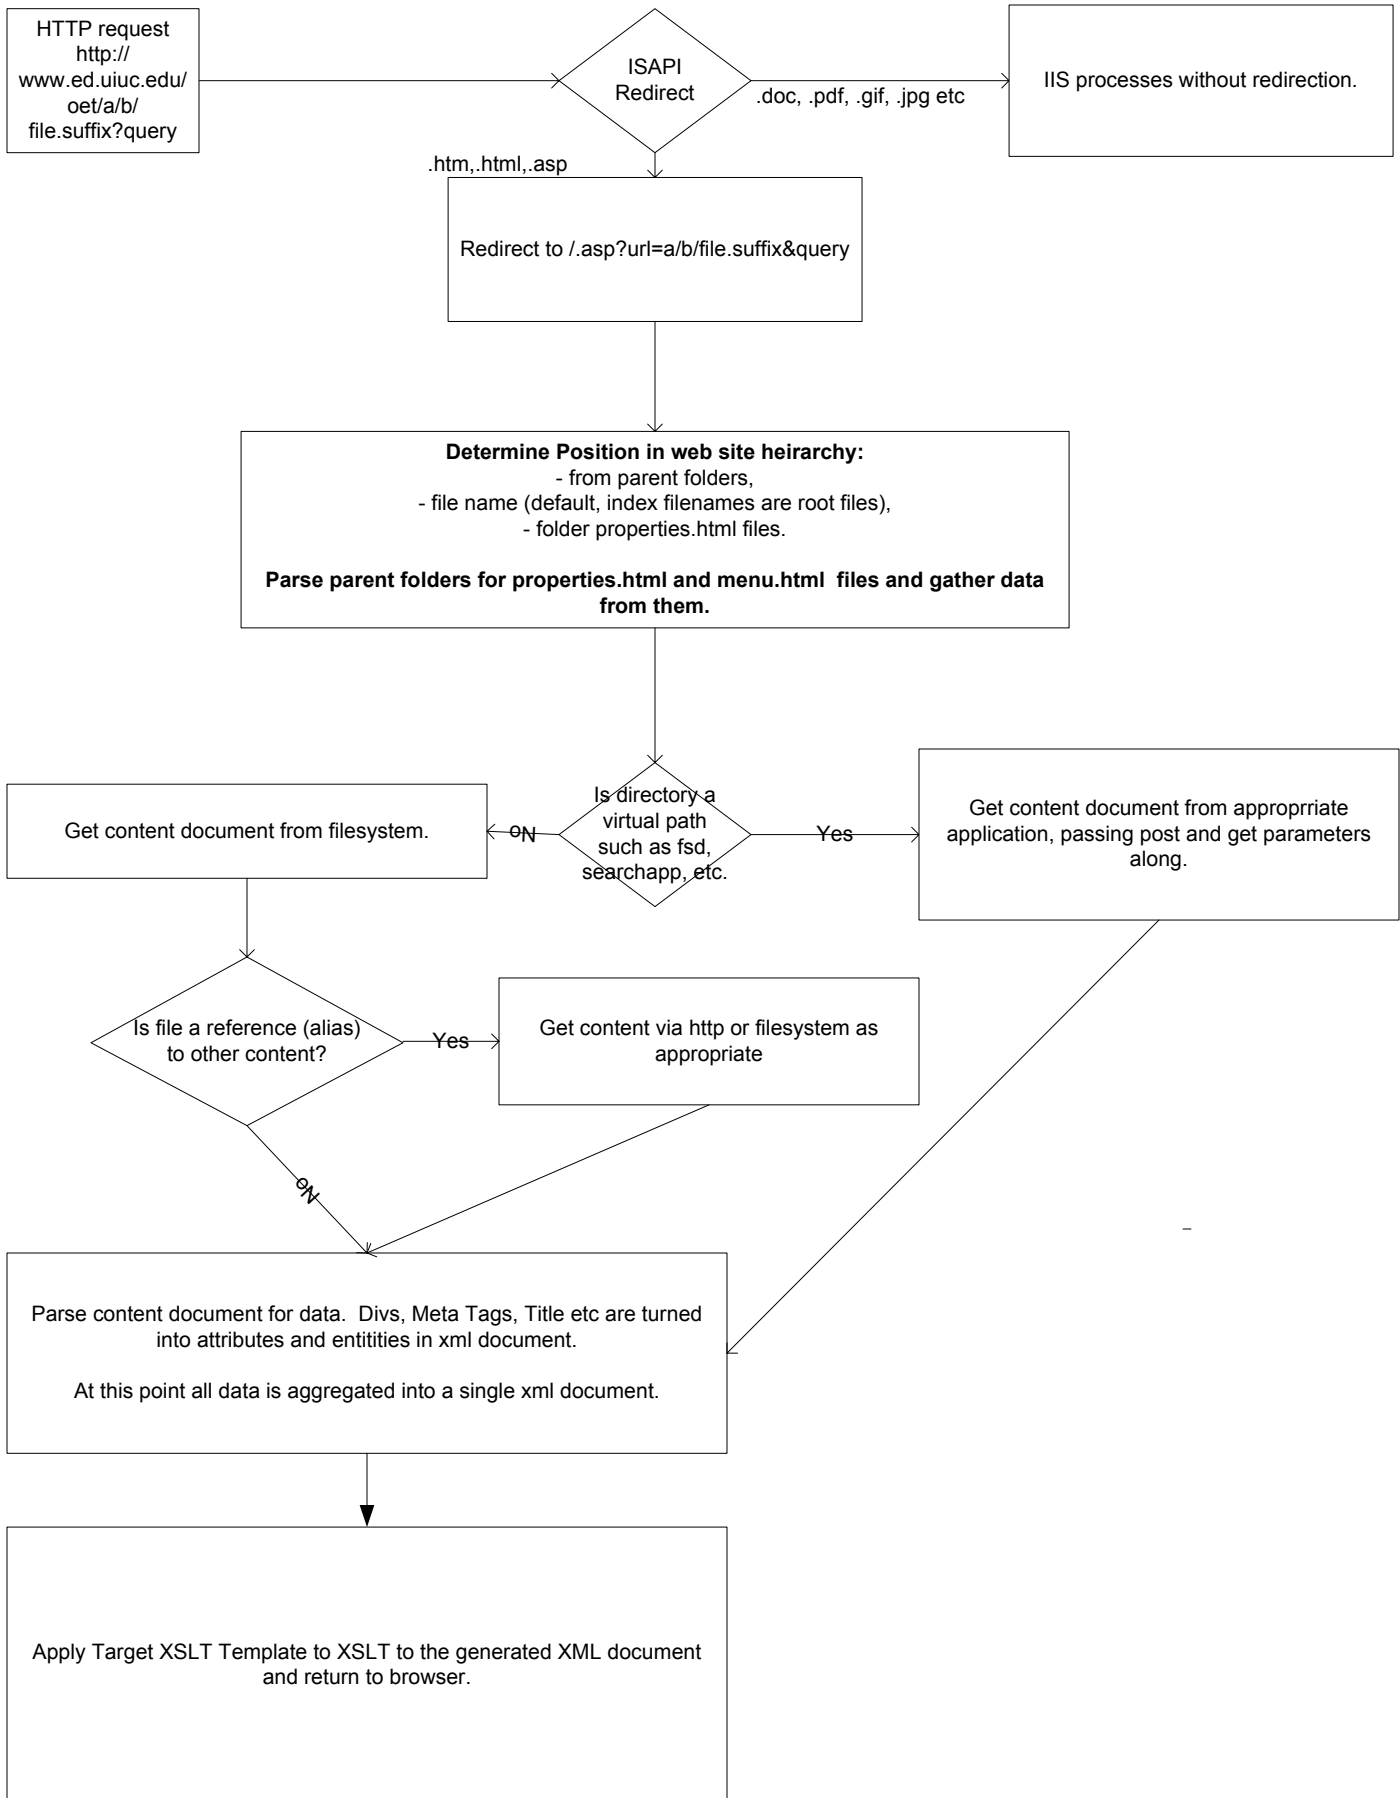 HTTP request
http://
www.ed.uiuc.edu/
oet/a/b/
file.suffix?query
ISAPI
Redirect
.doc, .pdf, .gif, .jpg etc
IIS processes without redirection.
.htm,.html,.asp
Redirect to /.asp?url=a/b/file.suffix&query
Determine Position in web site heirarchy:
- from parent folders,
- file name (default, index filenames are root files),
- folder properties.html files.
Parse parent folders for properties.html and menu.html  files and gather data
from them.
Is directory a
virtual path
such as fsd,
searchapp, etc.
No
Yes
Get content document from filesystem.
Get content document from approprriate
application, passing post and get parameters
along.
Is file a reference (alias)
to other content?
Yes
Get content via http or filesystem as
appropriate
No
Parse content document for data.  Divs, Meta Tags, Title etc are turned
into attributes and entitities in xml document.
At this point all data is aggregated into a single xml document.
Apply Target XSLT Template to XSLT to the generated XML document
and return to browser.